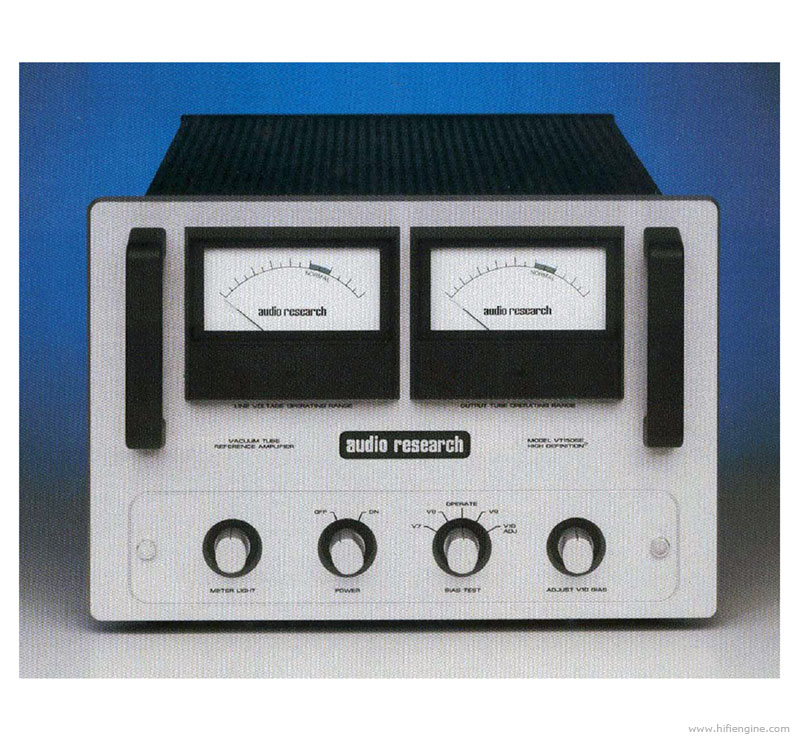 NORMAL
audio research
NORMAL
audio research
LINE VOLTAGE OPERATING RANGE
OUTPUT TUBE OPERATING RANGE
VACUUM TUBE
REFERENCE AMPLIFIER
audio research
MODEL VT150SE
HIGH DEFINITION®
OFF
ON
V7
V8
OPERATE
V9
V10
ADJ
METER LIGHT
POWER
BIAS TEST
ADJUST V10 BIAS
www.hifiengine.com